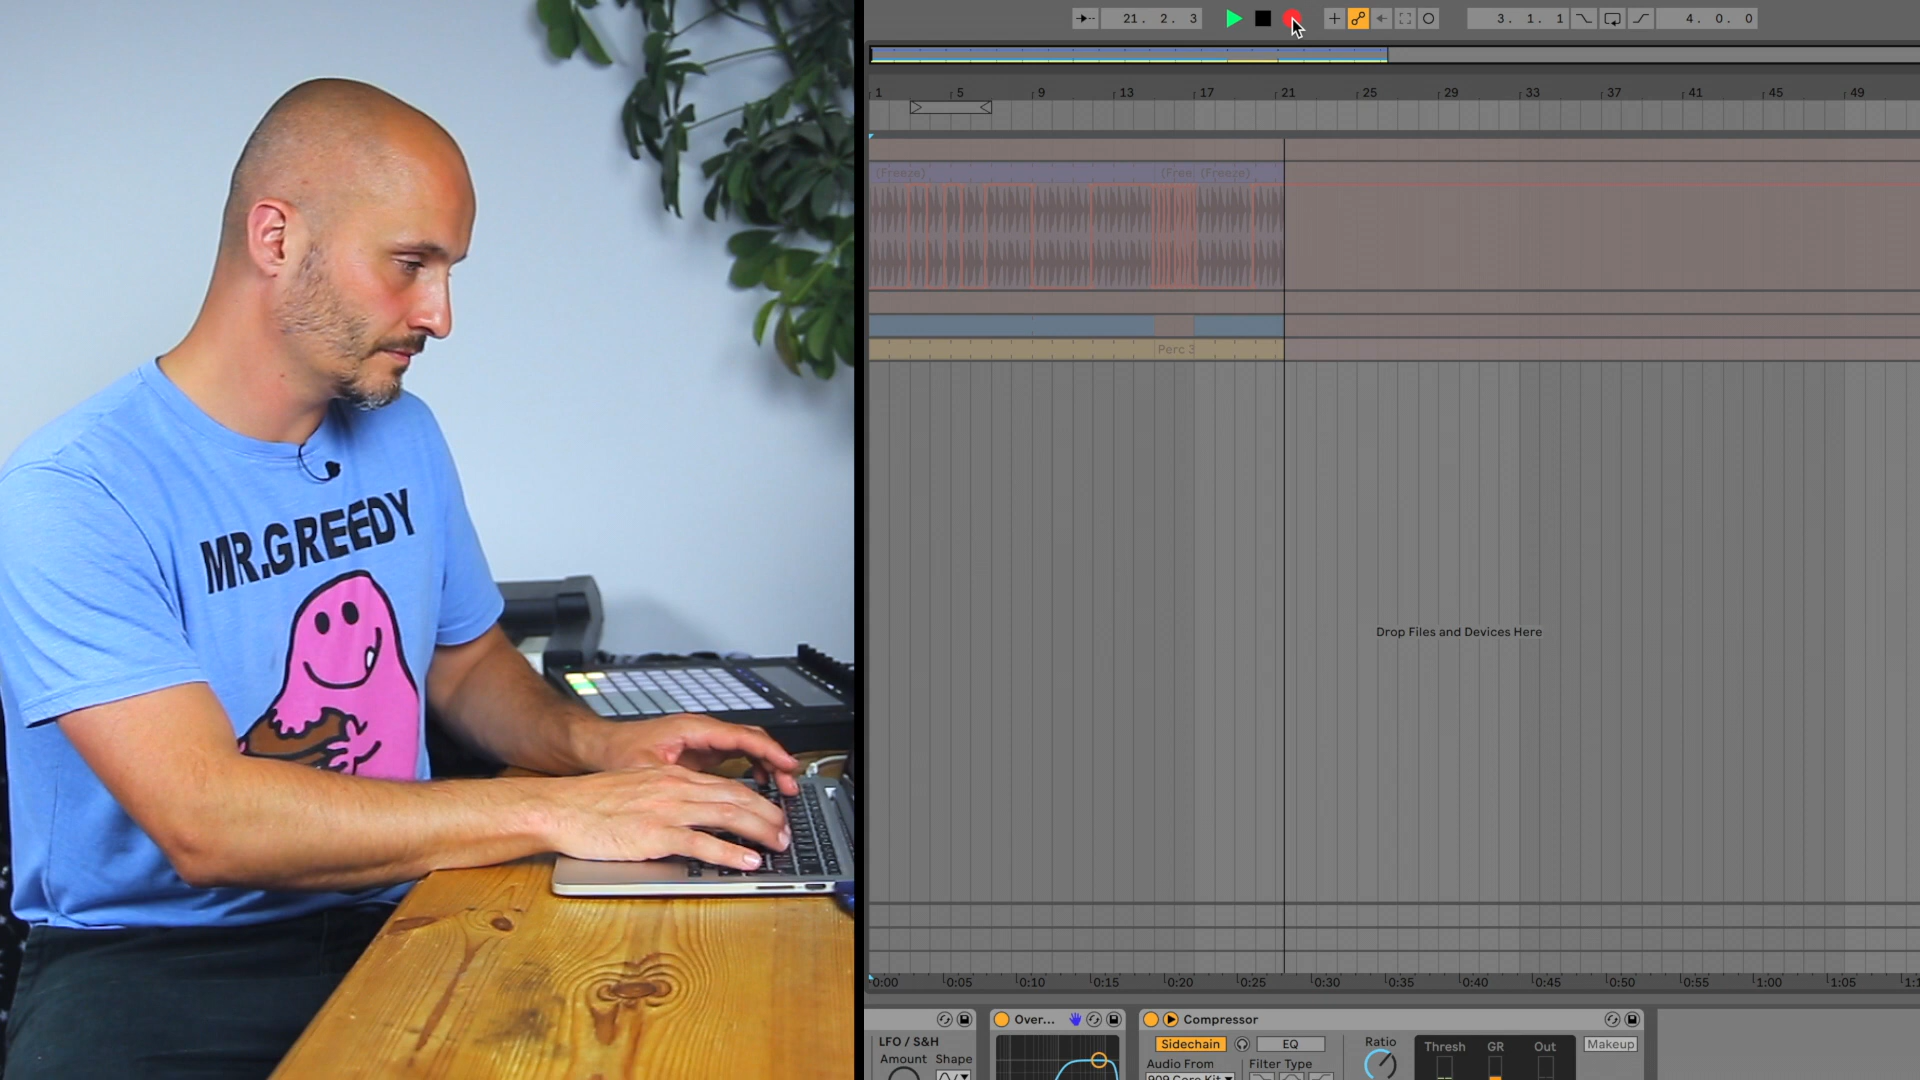 MR.GREEDY
21. 2. 3
3. 1. 1
4. 0. 0
1 5 9 13 17 21 25 29 33 37 41 45 49
(Freeze) (Free (Freeze)
Perc 3
Drop Files and Devices Here
0:00 0:05 0:10 0:15 0:20 0:25 0:30 0:35 0:40 0:45 0:50 0:55 1:00 1:05
Over... Compressor
LFO / S&H
Amount Shape
Sidechain EQ
Audio From Filter Type
909 Core Kit
Ratio
Thresh GR Out
Makeup